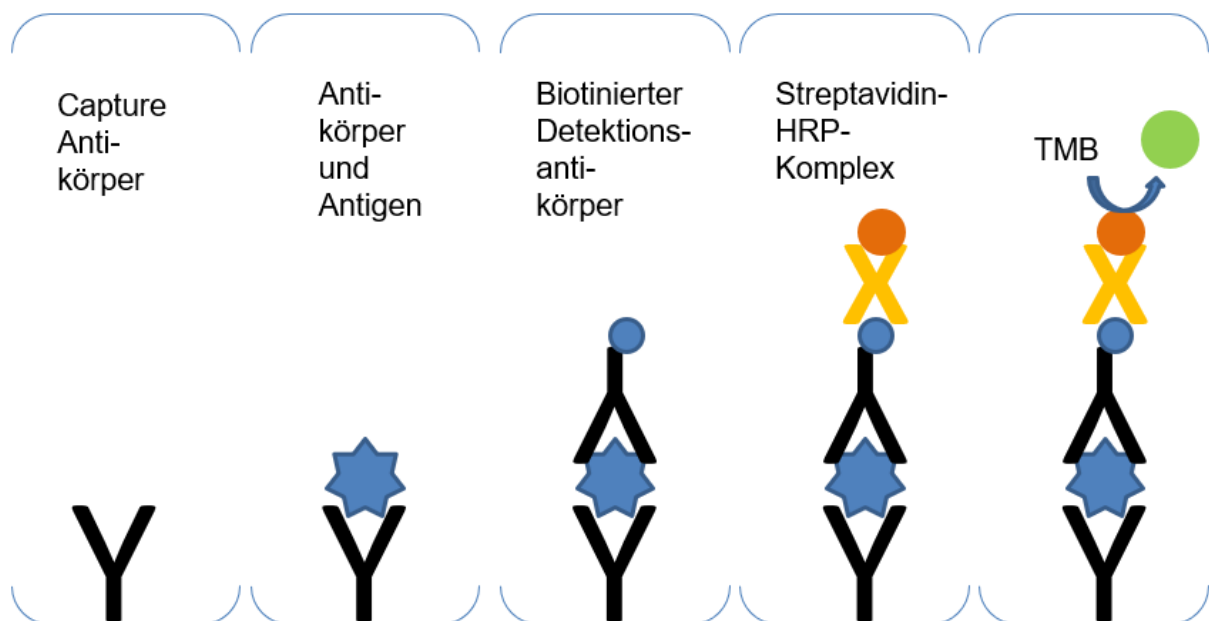 Capture
Anti-
körper
Anti-
körper
und
Antigen
Biotinierter
Detektions-
anti-
körper
Streptavidin-
HRP-
Komplex
TMB